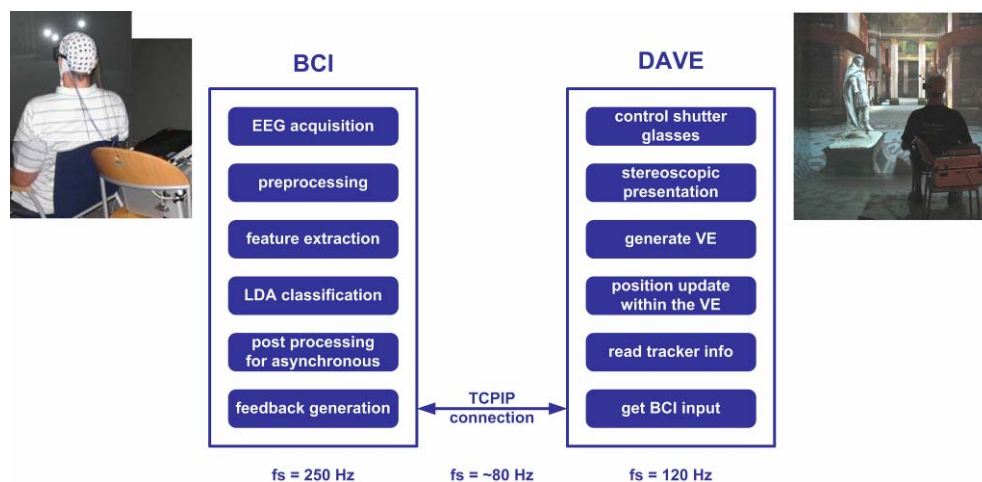 BCI
EEG acquisition
preprocessing
feature extraction
LDA classification
post processing
for asynchronous
feedback generation
TCPIP
connection
DAVE
control shutter
glasses
stereoscopic
presentation
generate VE
position update
within the VE
read tracker info
get BCI input
fs = 250 Hz
fs = ~80 Hz
fs = 120 Hz